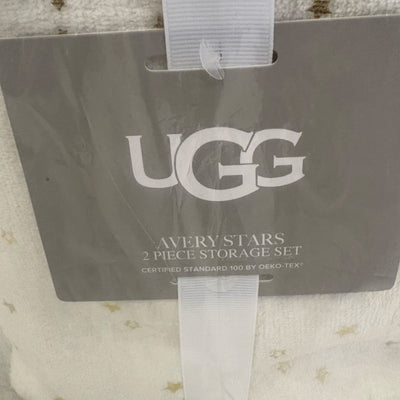 UGG
AVERY STARS
2 PIECE STORAGE SET
CERTIFIED STANDARD 100 BY OEKO-TEX®